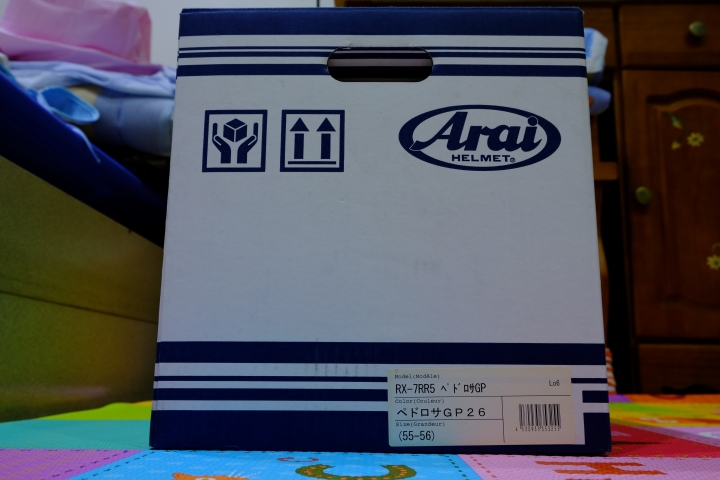 Arai
HELMET
Model(Modèle)
RX-7RR5 ﾍﾟﾄﾞﾛｻGP
Lo6
Color(Couleur)
ペドロサGP26
Size(Grandeur)
(55-56)
H